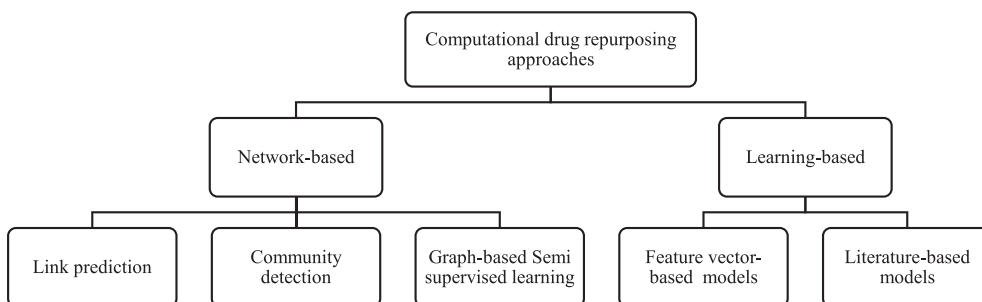 Computational drug repurposing
approaches
Network-based
Learning-based
Link prediction
Community
detection
Graph-based Semi
supervised learning
Feature vector-
based models
Literature-based
models